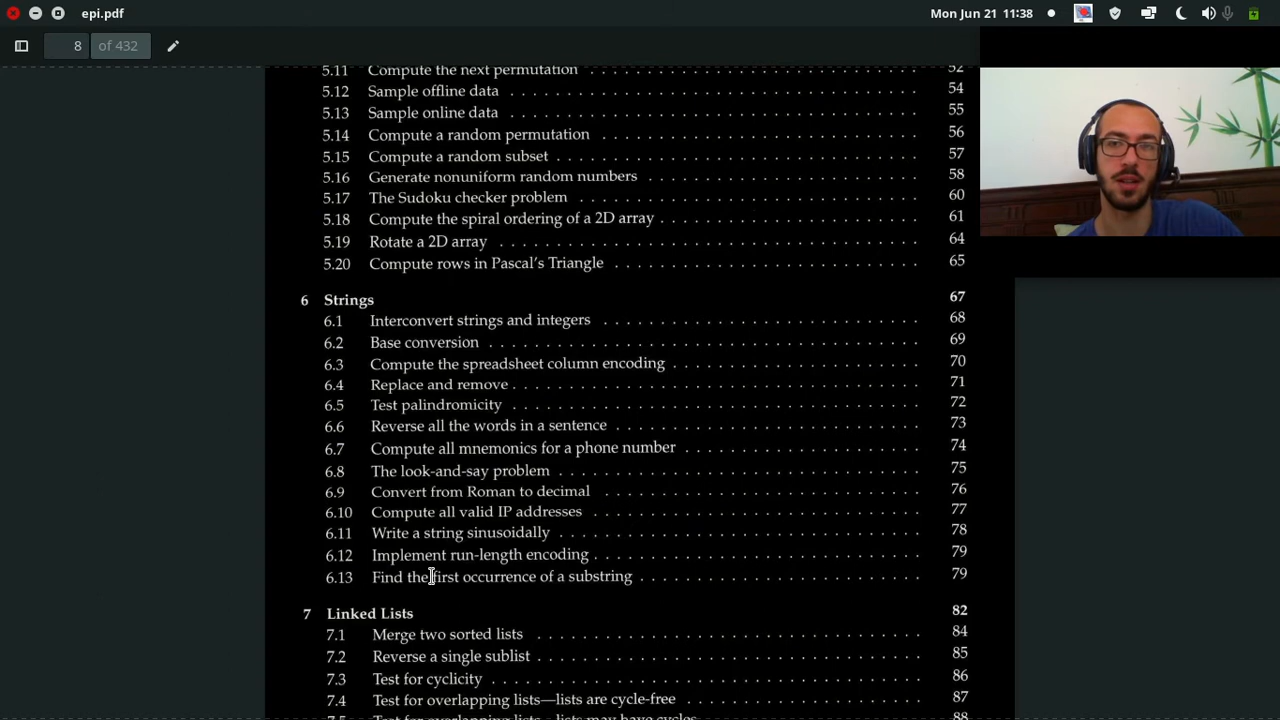 epi.pdf
Mon Jun 21 11:38
8 of 432
5.11 Compute the next permutation 52
5.12 Sample offline data 54
5.13 Sample online data 55
5.14 Compute a random permutation 56
5.15 Compute a random subset 57
5.16 Generate nonuniform random numbers 58
5.17 The Sudoku checker problem 60
5.18 Compute the spiral ordering of a 2D array 61
5.19 Rotate a 2D array 64
5.20 Compute rows in Pascal's Triangle 65
6 Strings 67
6.1 Interconvert strings and integers 68
6.2 Base conversion 69
6.3 Compute the spreadsheet column encoding 70
6.4 Replace and remove 71
6.5 Test palindromicity 72
6.6 Reverse all the words in a sentence 73
6.7 Compute all mnemonics for a phone number 74
6.8 The look-and-say problem 75
6.9 Convert from Roman to decimal 76
6.10 Compute all valid IP addresses 77
6.11 Write a string sinusoidally 78
6.12 Implement run-length encoding 79
6.13 Find the first occurrence of a substring 79
7 Linked Lists 82
7.1 Merge two sorted lists 84
7.2 Reverse a single sublist 85
7.3 Test for cyclicity 86
7.4 Test for overlapping lists—lists are cycle-free 87
7.5 Test for overlapping lists—lists may have cycles 88